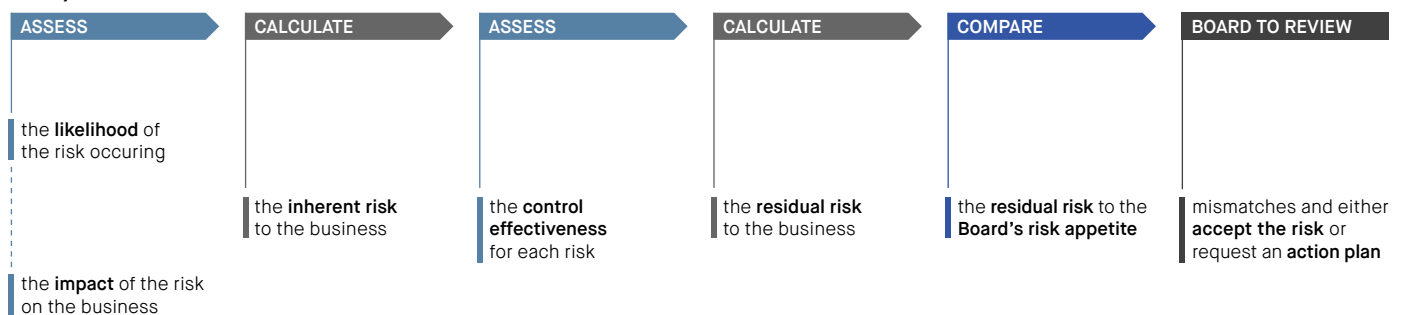 ASSESS
the likelihood of
the risk occuring
the impact of the risk
on the business
CALCULATE
the inherent risk
to the business
ASSESS
the control
effectiveness
for each risk
CALCULATE
the residual risk
to the business
COMPARE
the residual risk to the
Board's risk appetite
BOARD TO REVIEW
mismatches and either
accept the risk or
request an action plan